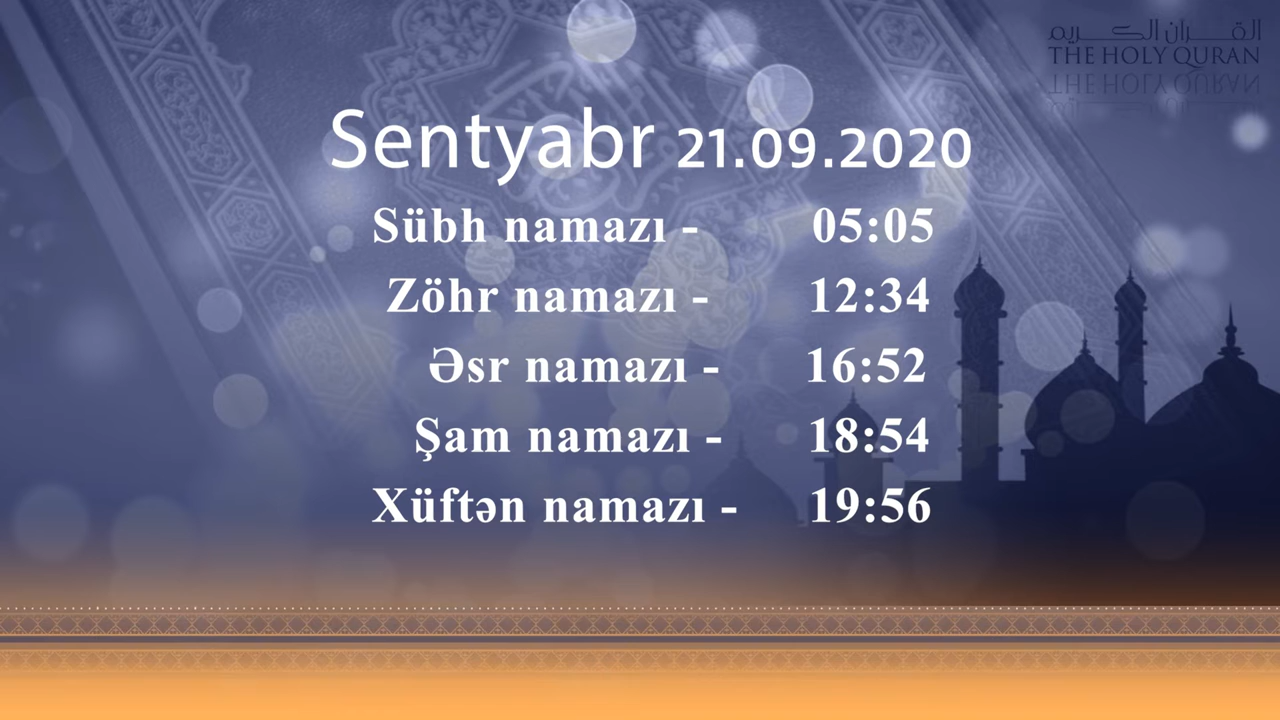 القرآن الكريم
THE HOLY QURAN
Sentyabr 21.09.2020
Sübh namazı - 05:05
Zöhr namazı - 12:34
Əsr namazı - 16:52
Şam namazı - 18:54
Xüftən namazı - 19:56